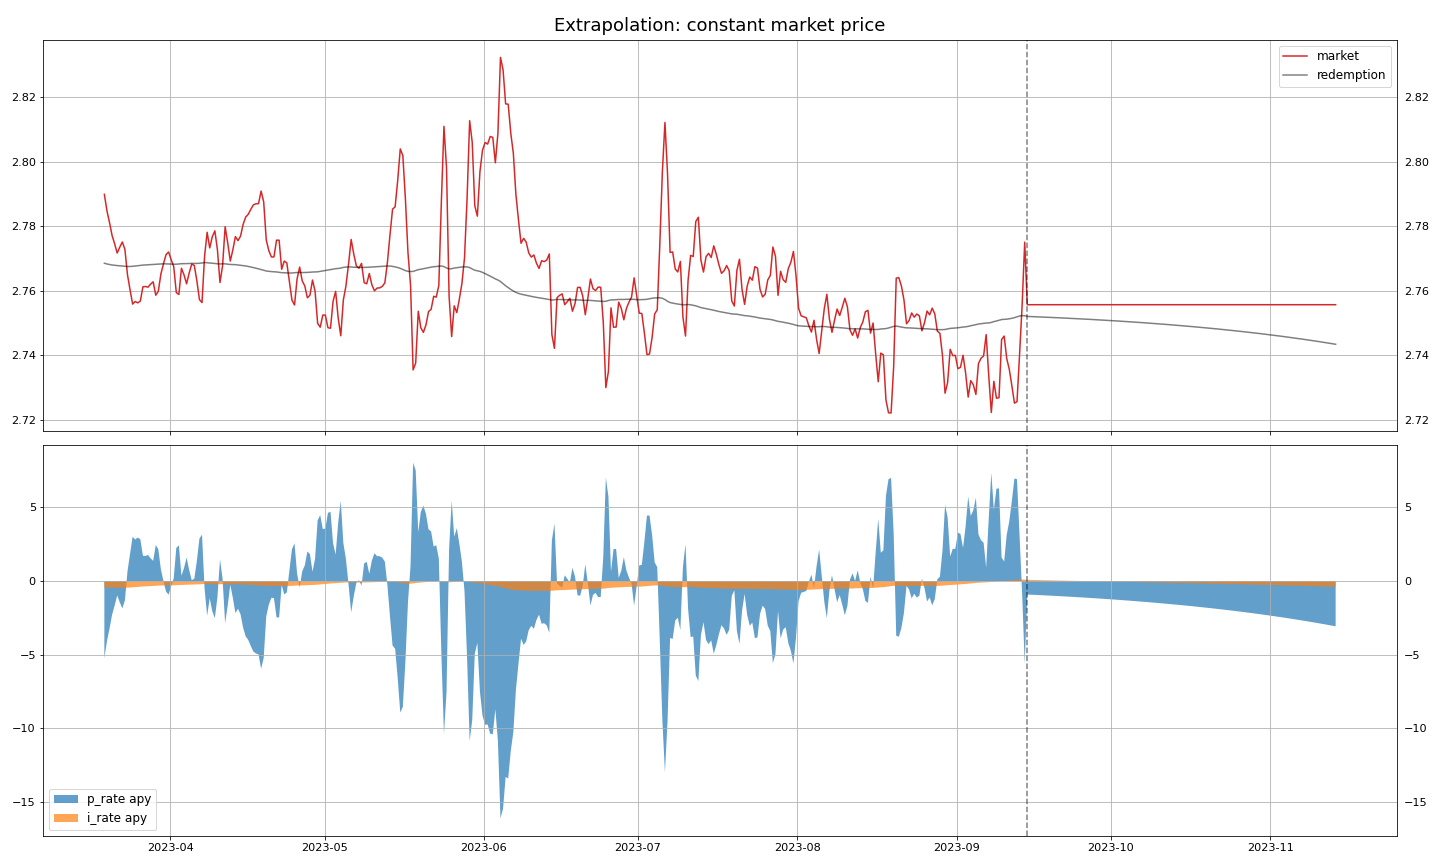 Extrapolation: constant market price
market
redemption
2.82 2.82
2.80 2.80
2.78 2.78
2.76 2.76
2.74 2.74
2.72 2.72
5 5
0 0
−5 −5
−10 −10
−15 −15
p_rate apy
i_rate apy
2023-04 2023-05 2023-06 2023-07 2023-08 2023-09 2023-10 2023-11